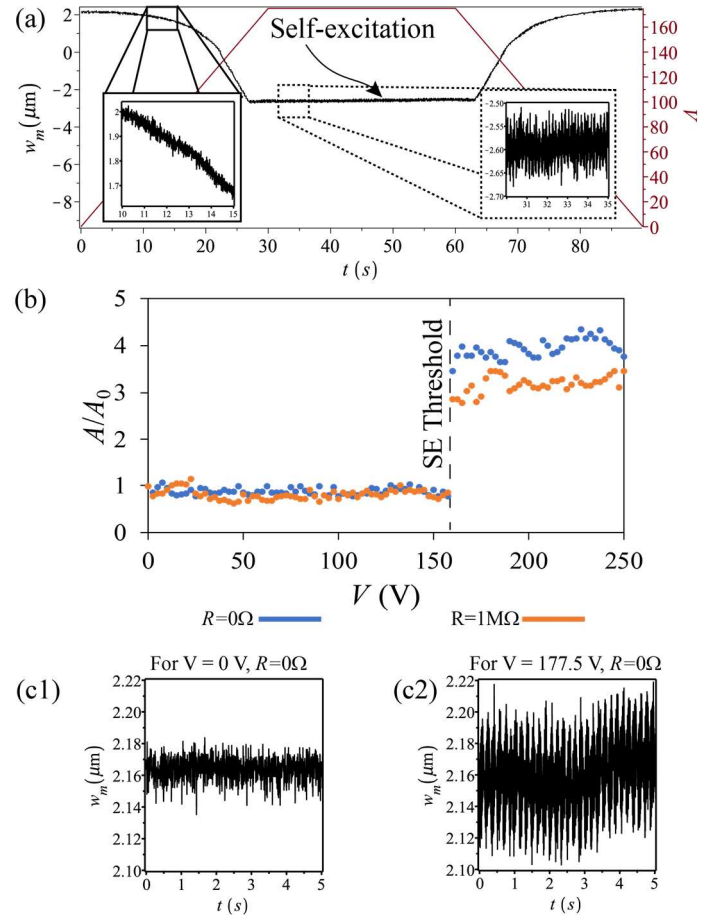 (a)
Self-excitation
2
0
−2
−4
−6
−8
w_m (μm)
160
140
120
100
80
60
40
20
0
V
2.0
1.9
1.8
1.7
10 11 12 13 14 15
−2.50
−2.55
−2.60
−2.65
−2.70
31 32 33 34 35
0 10 20 30 40 50 60 70 80
t (s)
(b)
5
4
3
2
1
0
A/A₀
SE Threshold
0 50 100 150 200 250
V (V)
R=0Ω R=1MΩ
(c1)
For V = 0 V, R=0Ω
2.22
2.20
2.18
2.16
2.14
2.12
2.10
w_m (μm)
0 1 2 3 4 5
t (s)
(c2)
For V = 177.5 V, R=0Ω
2.22
2.20
2.18
2.16
2.14
2.12
2.10
w_m (μm)
0 1 2 3 4 5
t (s)